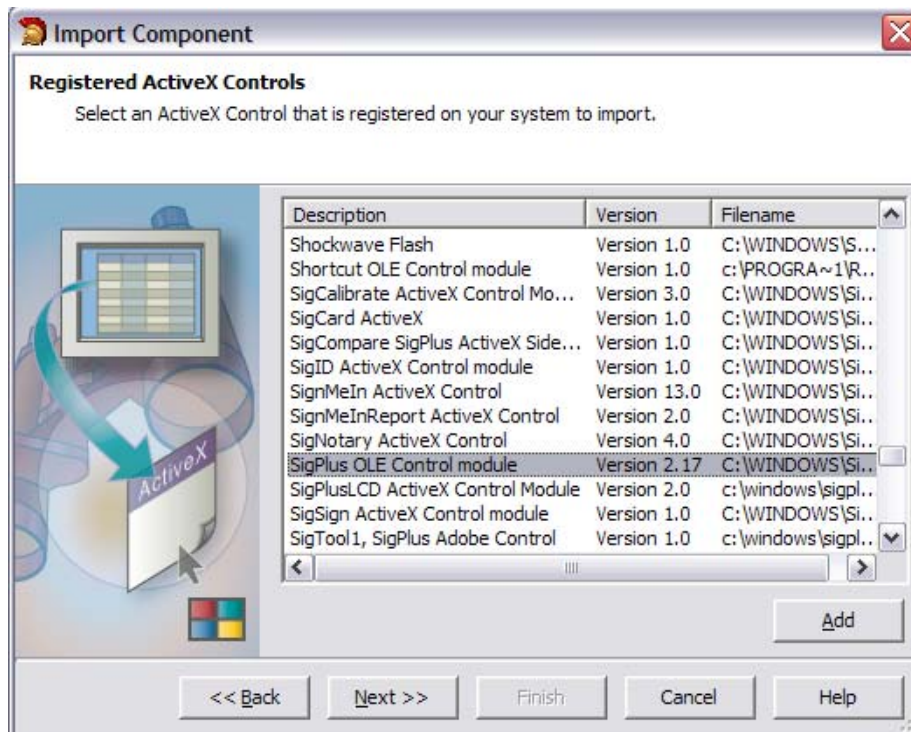 Import Component
Registered ActiveX Controls
Select an ActiveX Control that is registered on your system to import.
Description Version Filename
Shockwave Flash Version 1.0 C:\WINDOWS\S...
Shortcut OLE Control module Version 1.0 c:\PROGRA~1\R...
SigCalibrate ActiveX Control Mo... Version 3.0 C:\WINDOWS\Si...
SigCard ActiveX Version 1.0 C:\WINDOWS\Si...
SigCompare SigPlus ActiveX Side... Version 1.0 C:\WINDOWS\Si...
SigID ActiveX Control module Version 1.0 C:\WINDOWS\Si...
SignMeIn ActiveX Control Version 13.0 C:\WINDOWS\Si...
SignMeInReport ActiveX Control Version 2.0 C:\WINDOWS\Si...
SigNotary ActiveX Control Version 4.0 C:\WINDOWS\Si...
SigPlus OLE Control module Version 2.17 C:\WINDOWS\Si...
SigPlusLCD ActiveX Control Module Version 2.0 c:\windows\sigpl...
SigSign ActiveX Control module Version 1.0 C:\WINDOWS\Si...
SigTool1, SigPlus Adobe Control Version 1.0 c:\windows\sigpl...
ActiveX
Add
<< Back Next >> Finish Cancel Help